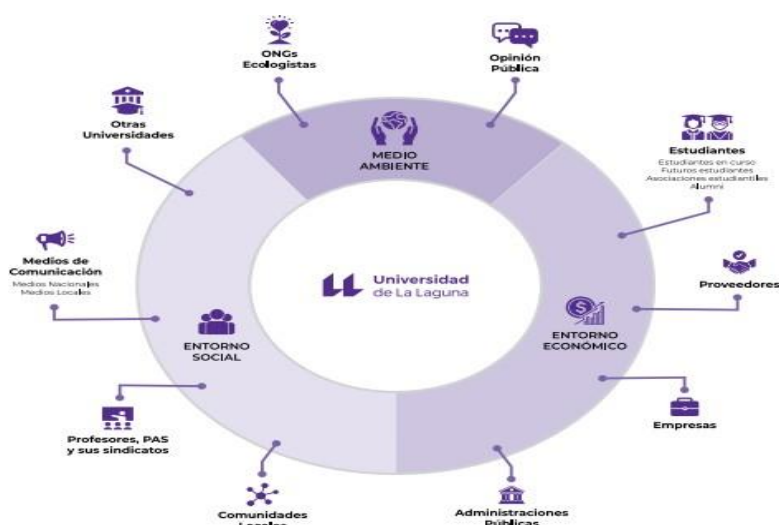 ONGs
Ecologistas
Opinión
Pública
Otras
Universidades
MEDIO
AMBIENTE
Estudiantes
Estudiantes en curso
Futuros estudiantes
Asociaciones estudiantiles
Alumni
Medios de
Comunicación
Medios Nacionales
Medios Locales
Universidad
de La Laguna
Proveedores
ENTORNO
SOCIAL
ENTORNO
ECONÓMICO
Profesores, PAS
y sus sindicatos
Empresas
Comunidades
Locales
Administraciones
Públicas